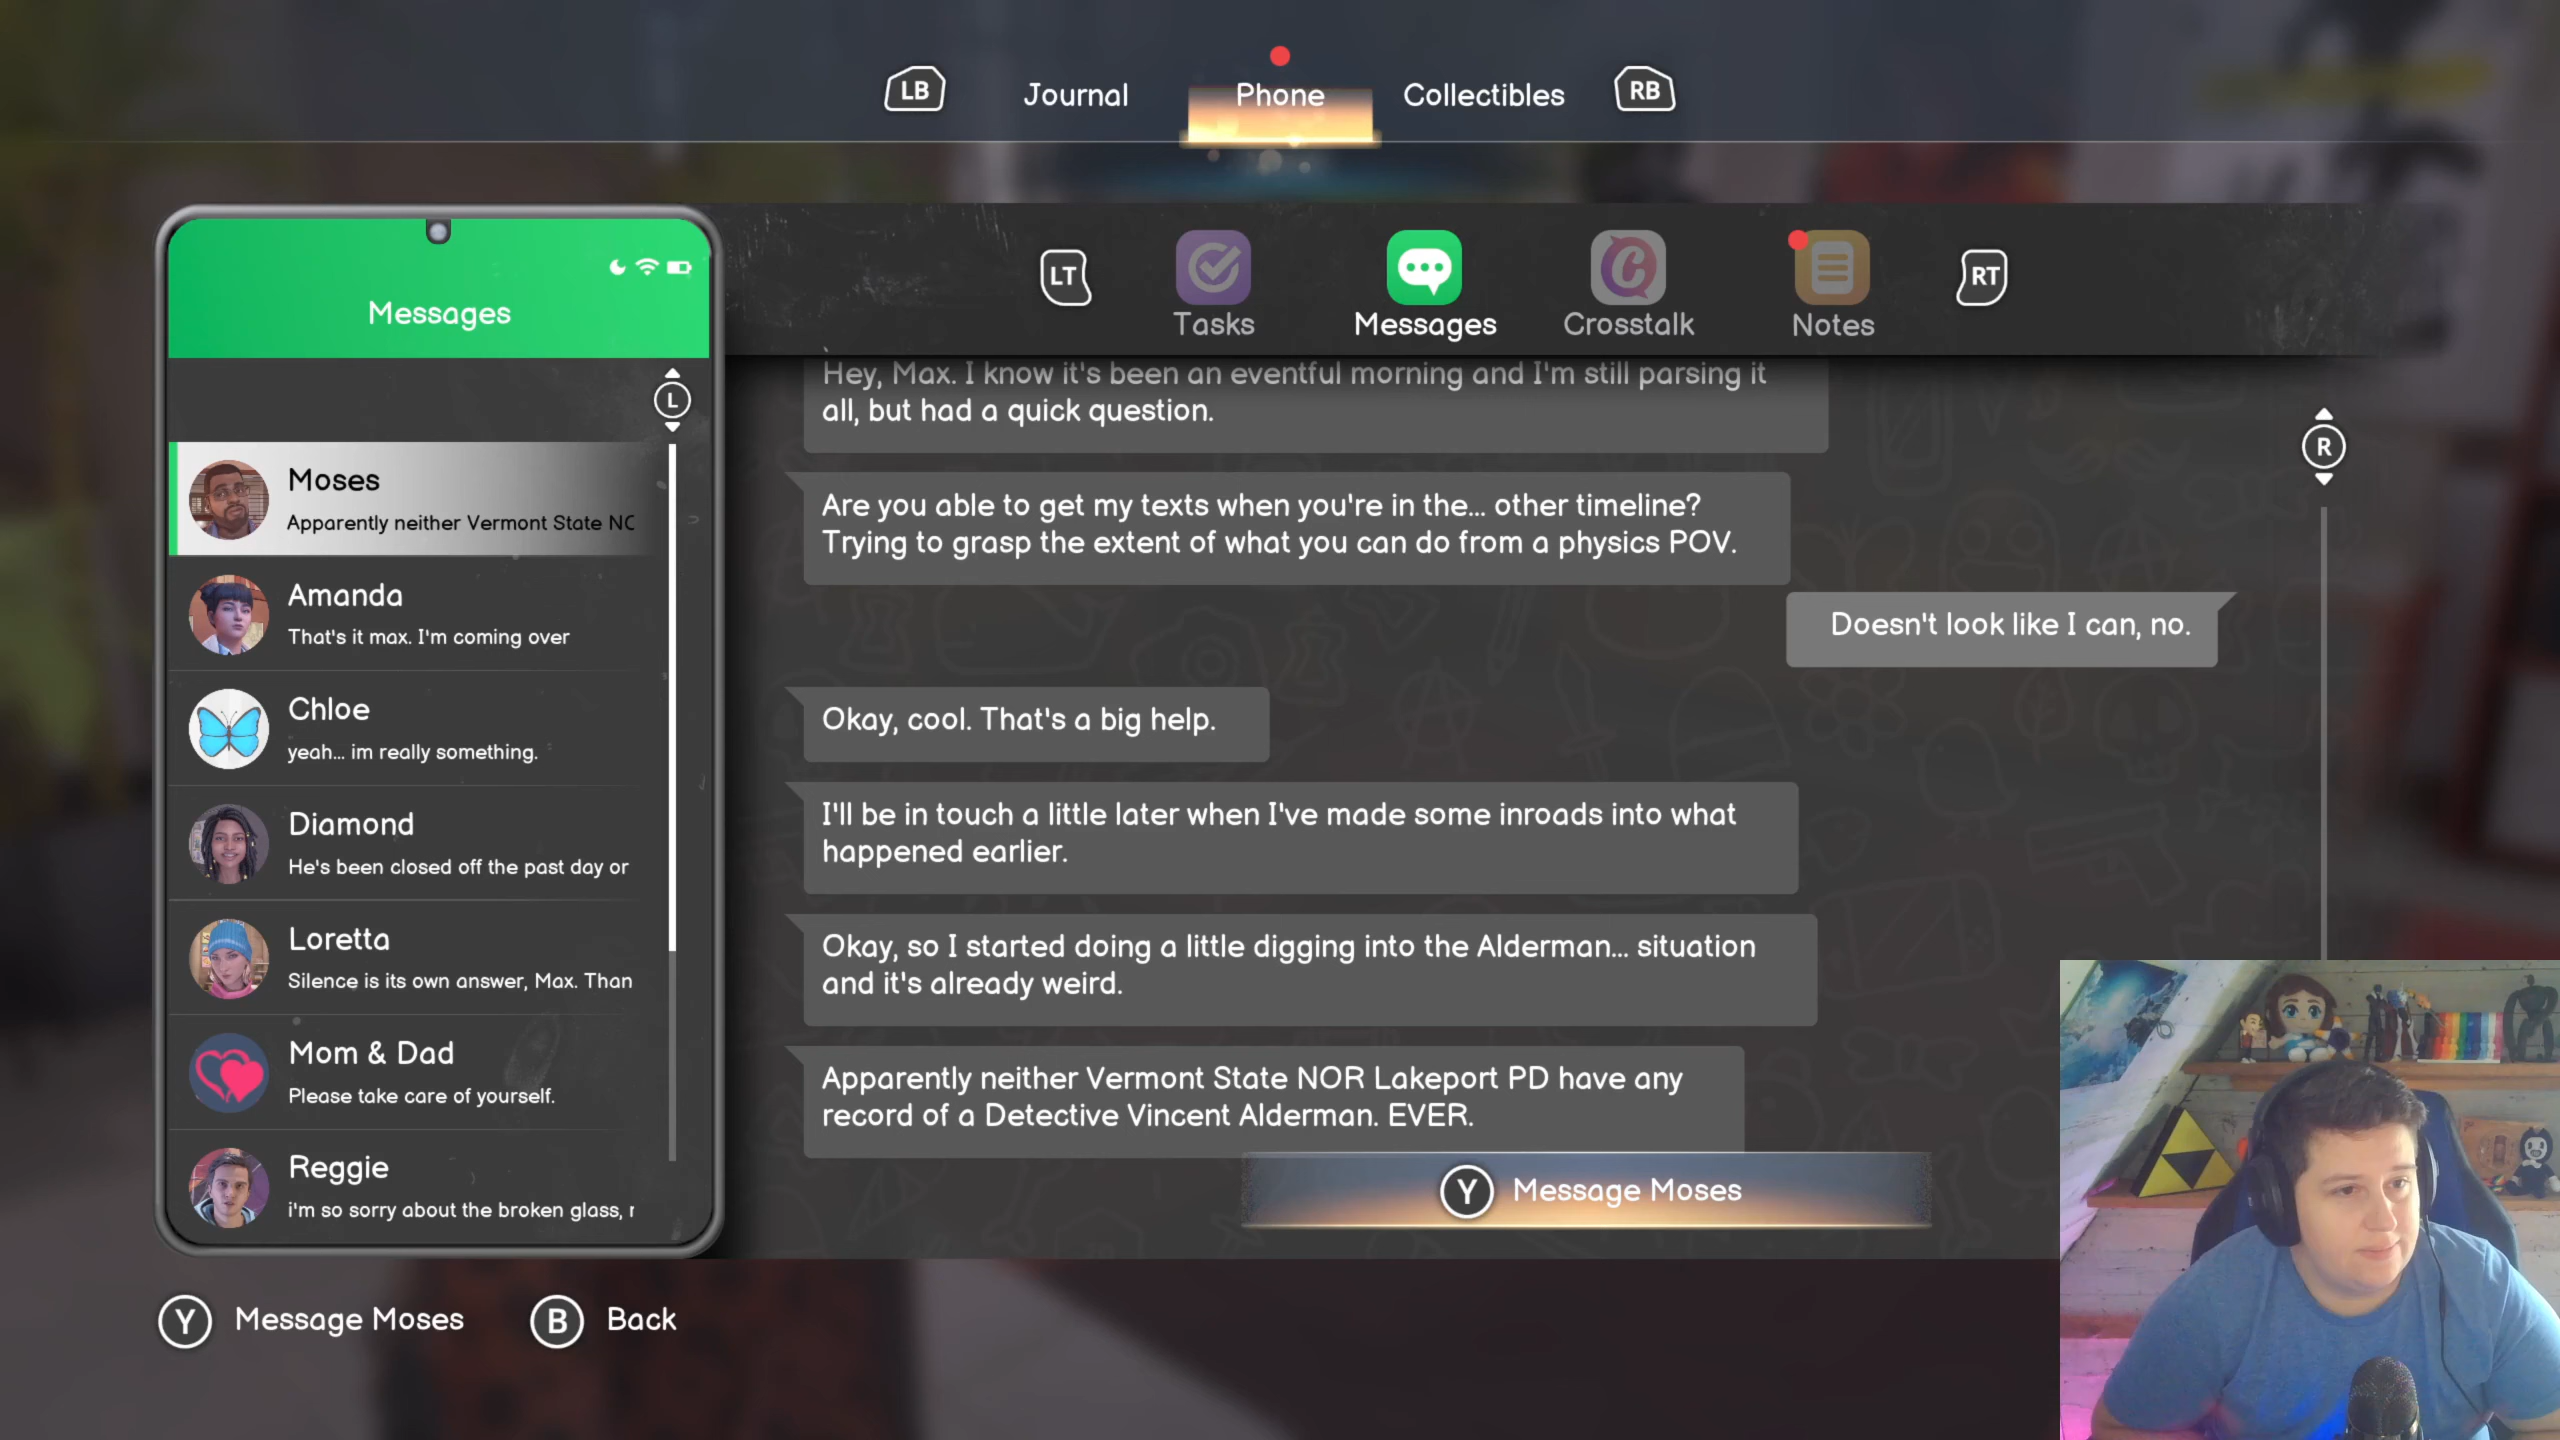 LB
Journal
Phone
Collectibles
RB
Messages
L
Moses
Apparently neither Vermont State NO
Amanda
That's it max. I'm coming over
Chloe
yeah... im really something.
Diamond
He's been closed off the past day or
Loretta
Silence is its own answer, Max. Than
Mom & Dad
Please take care of yourself.
Reggie
i'm so sorry about the broken glass, r
LT
Tasks
Messages
Crosstalk
Notes
RT
R
Hey, Max. I know it's been an eventful morning and I'm still parsing it
all, but had a quick question.
Are you able to get my texts when you're in the... other timeline?
Trying to grasp the extent of what you can do from a physics POV.
Doesn't look like I can, no.
Okay, cool. That's a big help.
I'll be in touch a little later when I've made some inroads into what
happened earlier.
Okay, so I started doing a little digging into the Alderman... situation
and it's already weird.
Apparently neither Vermont State NOR Lakeport PD have any
record of a Detective Vincent Alderman. EVER.
Y Message Moses
Y Message Moses
B Back